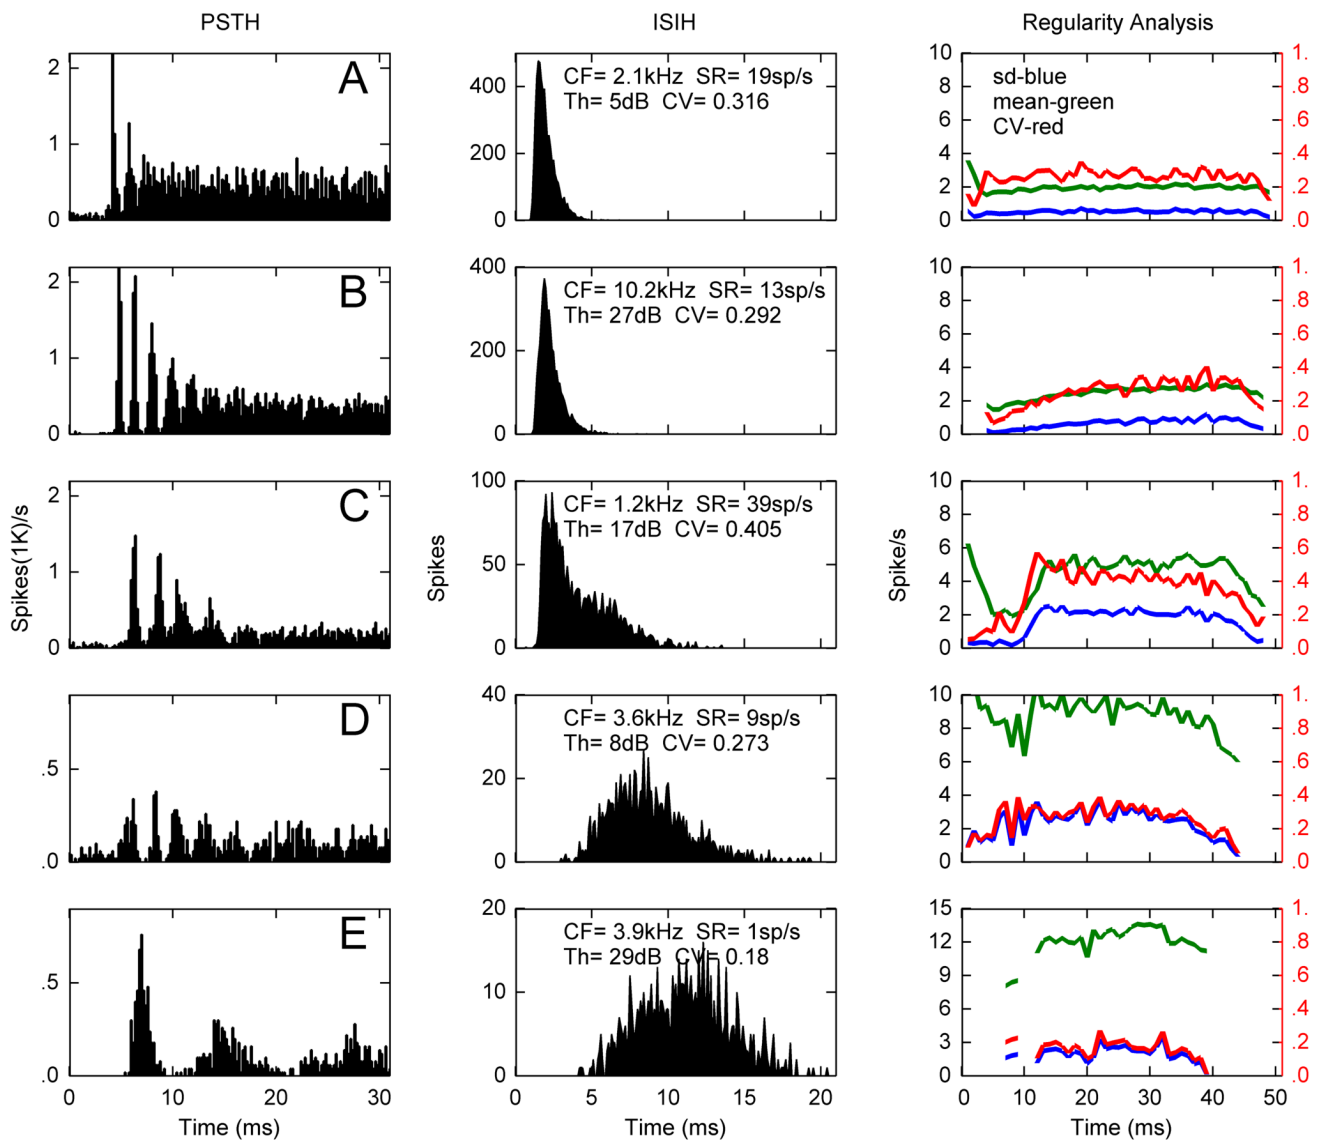 PSTH
ISIH
Regularity Analysis
2
1
0
A
400
200
0
CF= 2.1kHz SR= 19sp/s
Th= 5dB CV= 0.316
10
8
6
4
2
0
sd-blue
mean-green
CV-red
1.
.8
.6
.4
.2
.0
2
1
0
B
400
200
0
CF= 10.2kHz SR= 13sp/s
Th= 27dB CV= 0.292
10
8
6
4
2
0
1.
.8
.6
.4
.2
.0
Spikes(1K)/s
2
1
0
C
Spikes
100
50
0
CF= 1.2kHz SR= 39sp/s
Th= 17dB CV= 0.405
Spike/s
10
8
6
4
2
0
1.
.8
.6
.4
.2
.0
.5
.0
D
40
20
0
CF= 3.6kHz SR= 9sp/s
Th= 8dB CV= 0.273
10
8
6
4
2
0
1.
.8
.6
.4
.2
.0
.5
.0
E
20
10
0
CF= 3.9kHz SR= 1sp/s
Th= 29dB CV= 0.18
15
12
9
6
3
0
1.
.8
.6
.4
.2
.0
0 10 20 30
Time (ms)
0 5 10 15 20
Time (ms)
0 10 20 30 40 50
Time (ms)